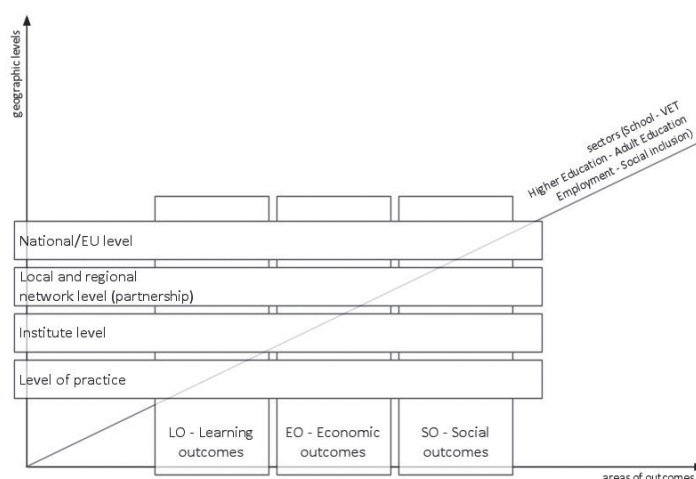 geographic levels
sectors (School - VET
Higher Education - Adult Education
Employment - Social inclusion)
National/EU level
Local and regional
network level (partnership)
Institute level
Level of practice
LO - Learning
outcomes
EO - Economic
outcomes
SO - Social
outcomes
areas of outcomes